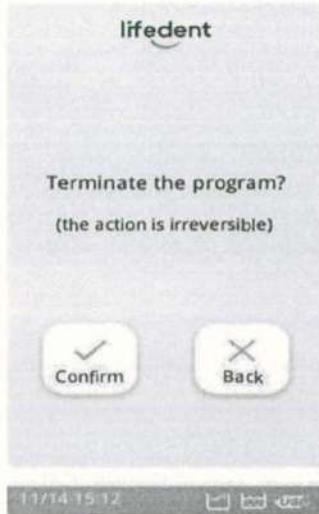 lifedent
Terminate the program?
(the action is irreversible)
Confirm
Back
11/14 15:12